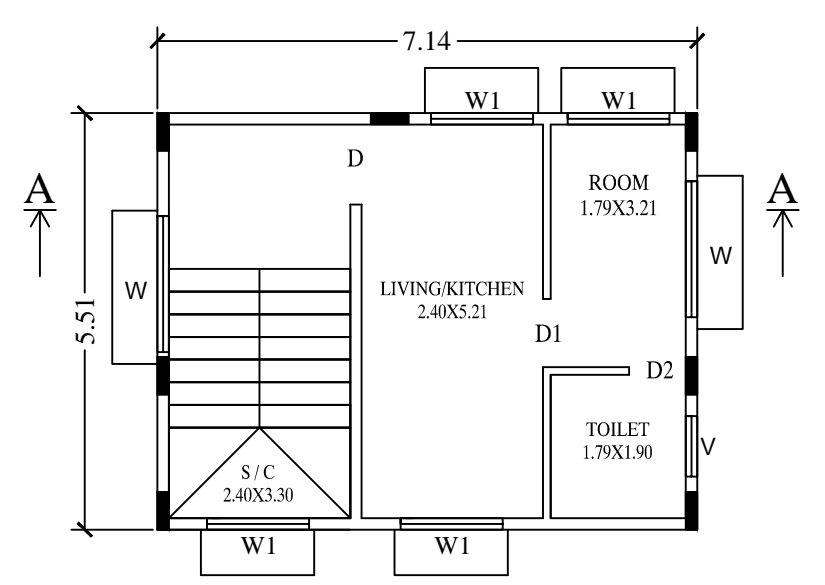 7.14
W1 W1
D
A A
ROOM
1.79X3.21
W W
LIVING/KITCHEN
2.40X5.21
5.51
D1
D2
TOILET
1.79X1.90
V
S / C
2.40X3.30
W1 W1